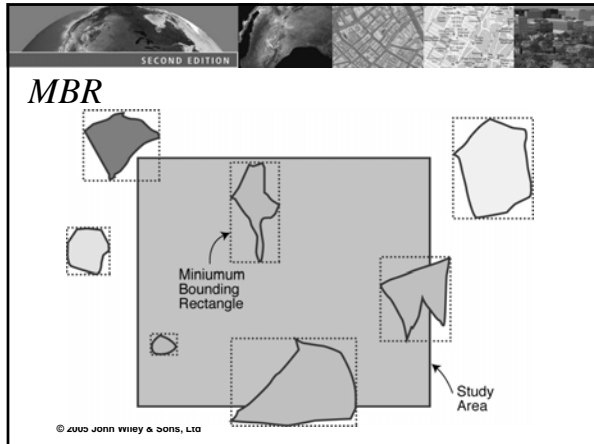 SECOND EDITION
MBR
Miniumum
Bounding
Rectangle
Study
Area
© 2005 John Wiley & Sons, Ltd